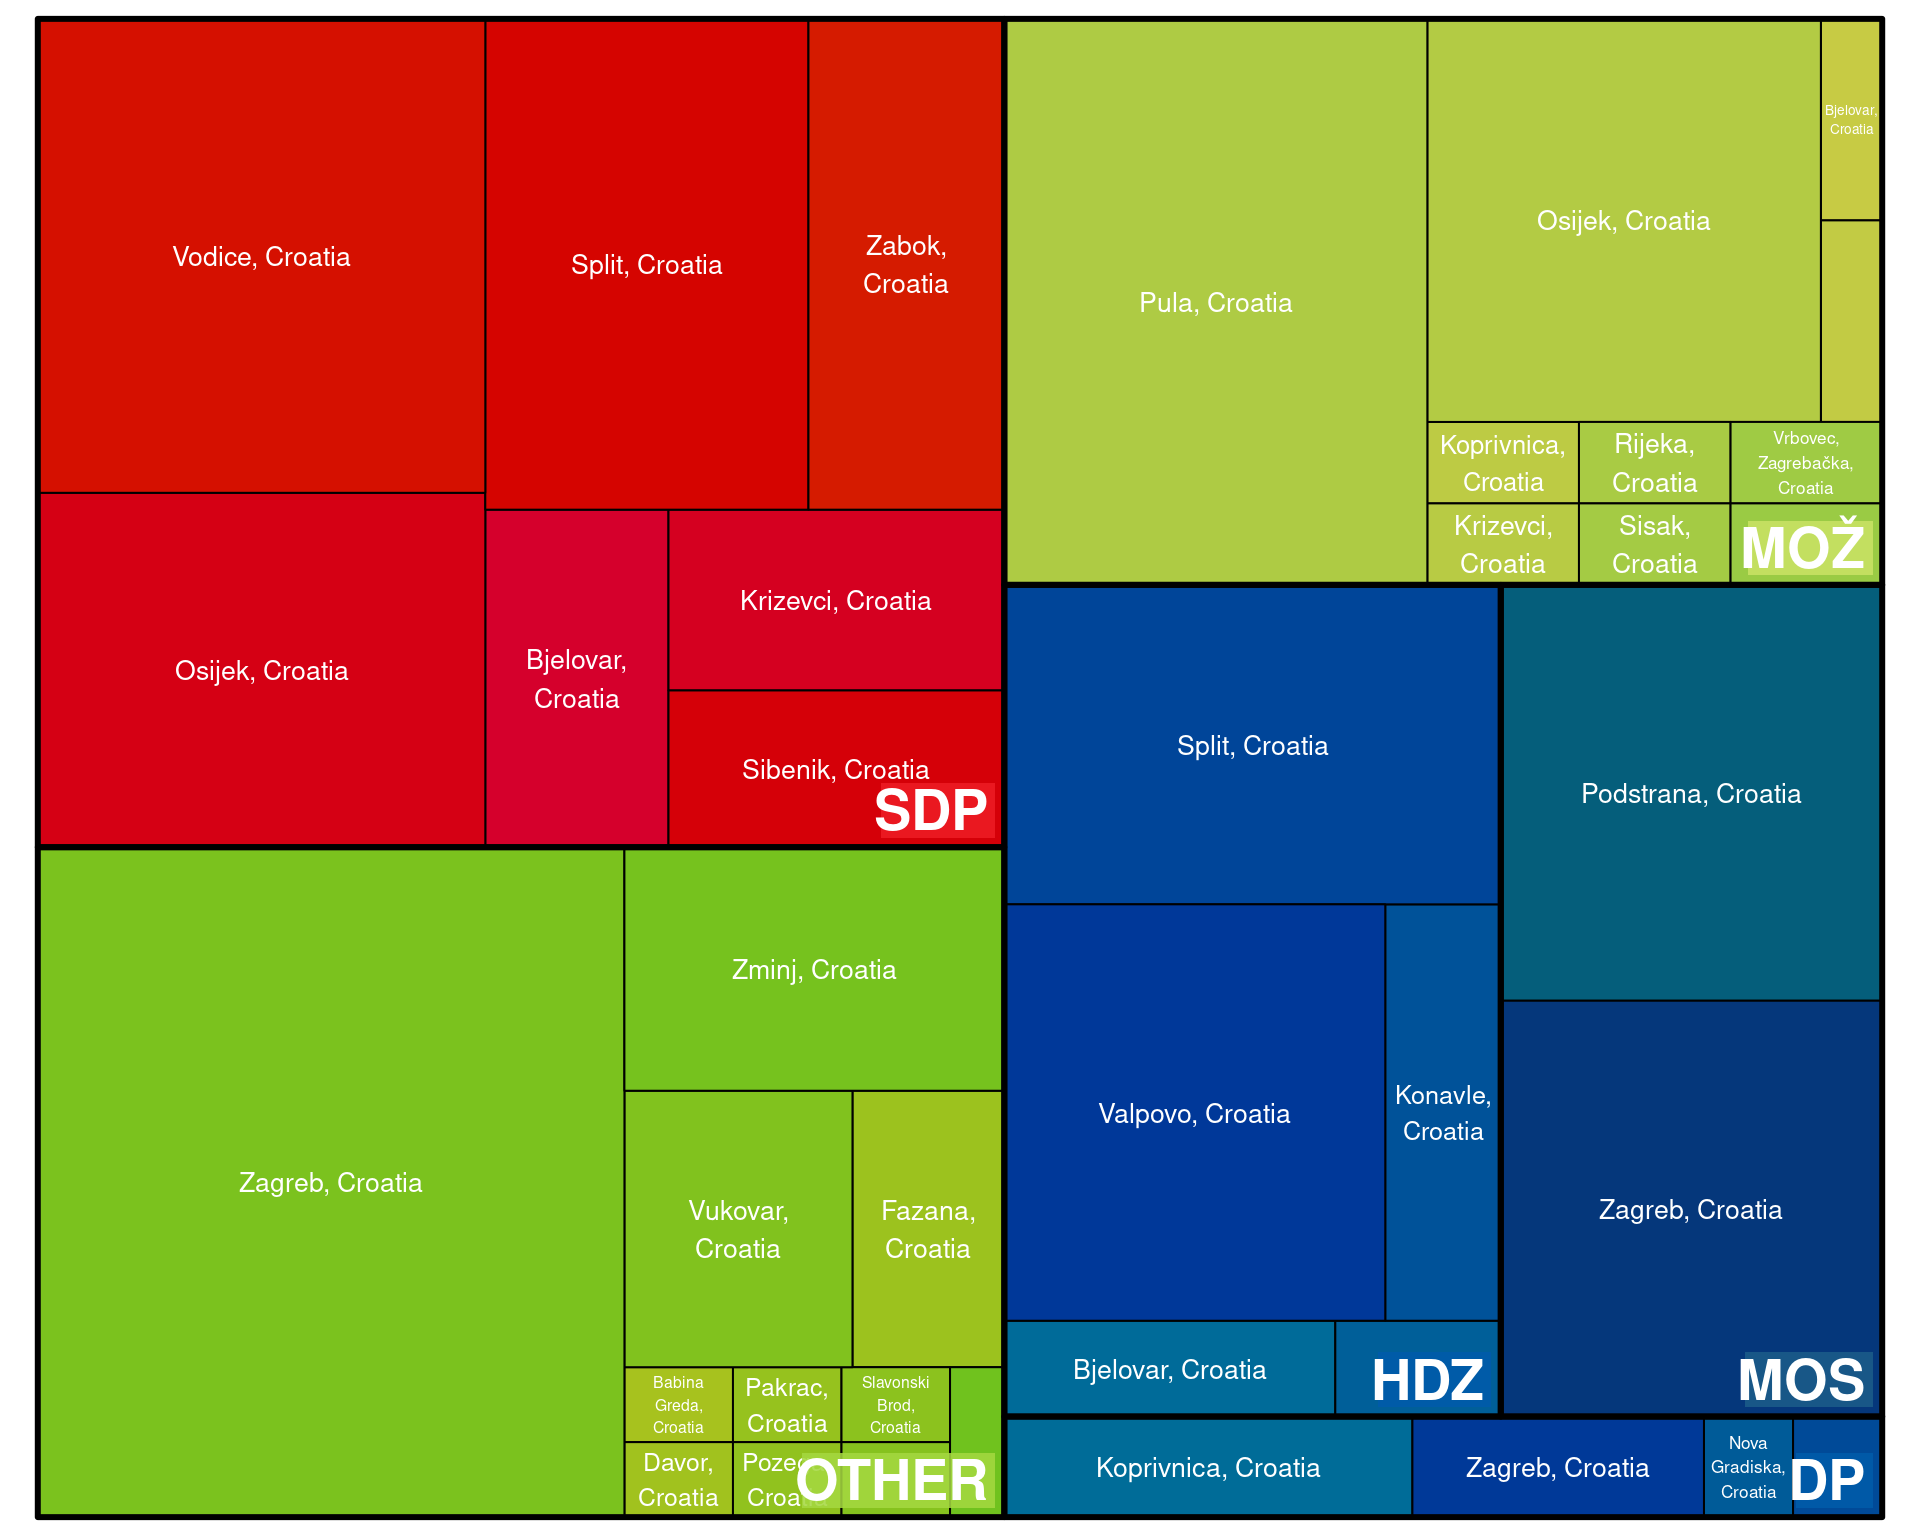 Vodice, Croatia
Split, Croatia
Zabok,
Croatia
Osijek, Croatia
Bjelovar,
Croatia
Krizevci, Croatia
Sibenik, Croatia
SDP
Pula, Croatia
Osijek, Croatia
Bjelovar,
Croatia
Koprivnica,
Croatia
Rijeka,
Croatia
Vrbovec,
Zagrebačka,
Croatia
Krizevci,
Croatia
Sisak,
Croatia
MOŽ
Zagreb, Croatia
Zminj, Croatia
Vukovar,
Croatia
Fazana,
Croatia
Babina
Greda,
Croatia
Pakrac,
Croatia
Slavonski
Brod,
Croatia
Davor,
Croatia
OTHER
Split, Croatia
Valpovo, Croatia
Konavle,
Croatia
Bjelovar, Croatia
HDZ
Podstrana, Croatia
Zagreb, Croatia
MOS
Koprivnica, Croatia
Zagreb, Croatia
Nova
Gradiska,
Croatia
DP